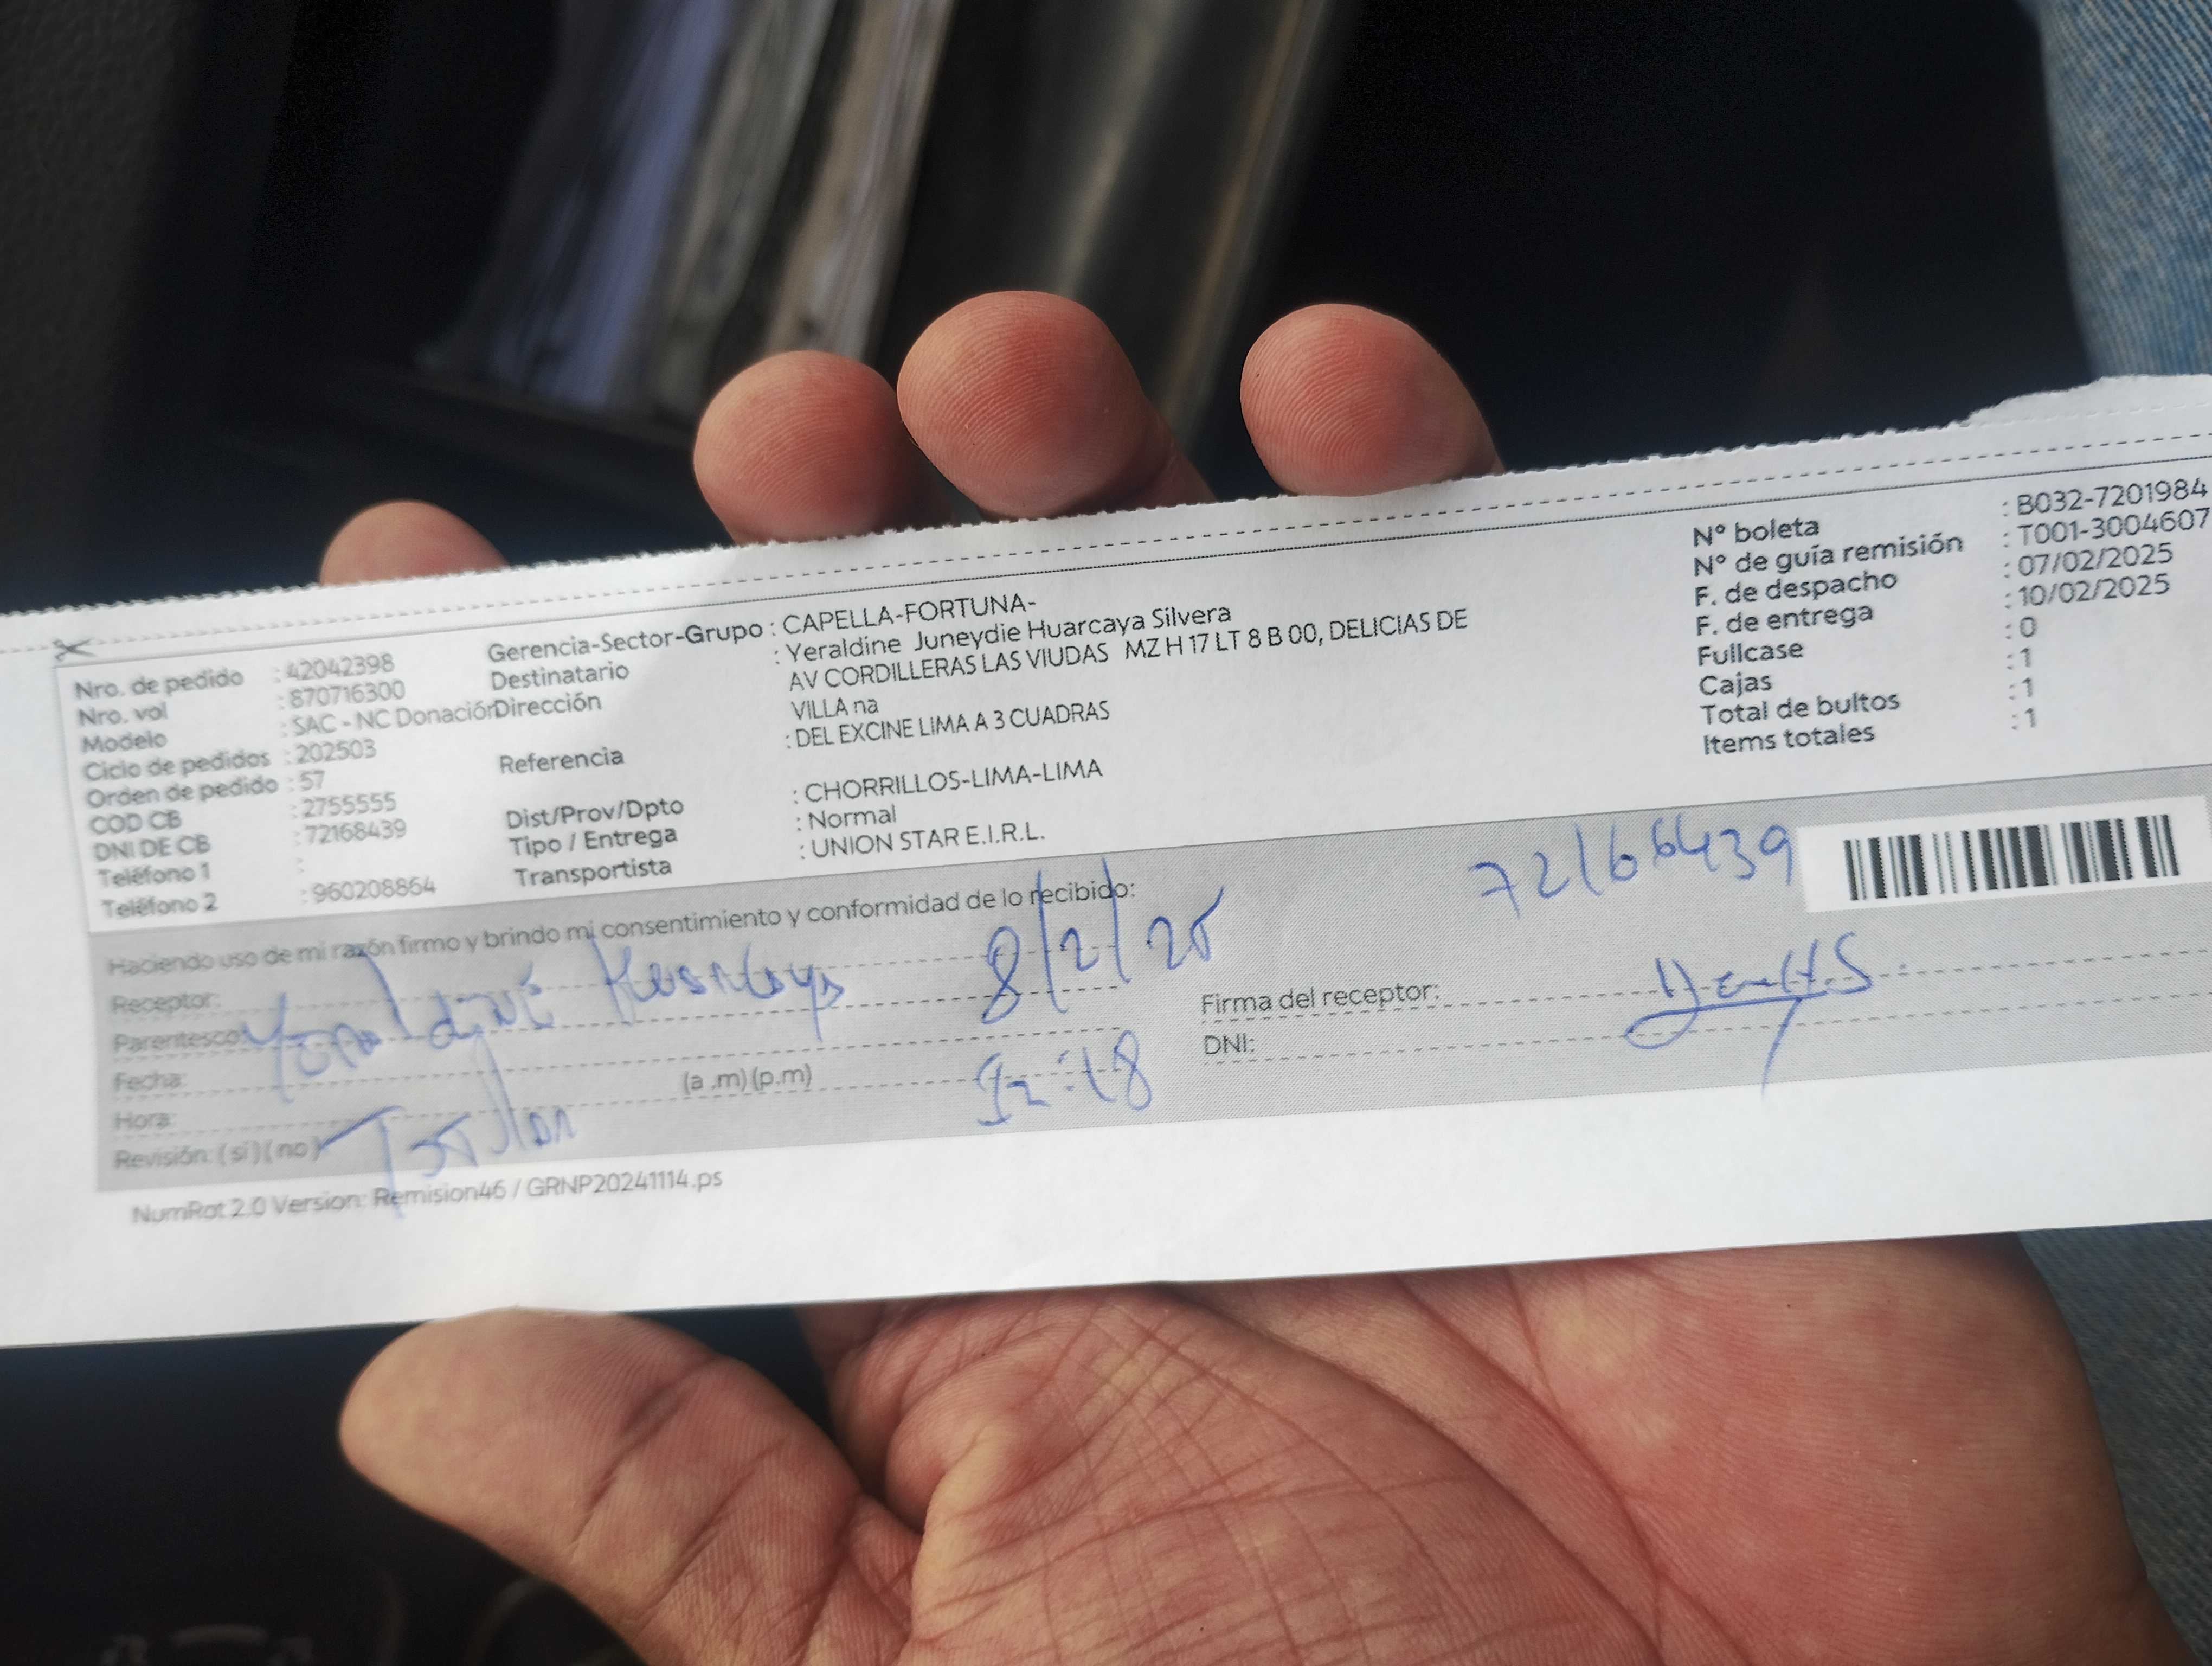 Nro. de pedido : 42042398
Nro. vol : 870716300
Modelo : SAC - NC Donación
Ciclo de pedidos : 202503
Orden de pedido : 57
COD CB : 2755555
DNI DE CB : 72168439
Teléfono 1 :
Teléfono 2 : 960208864
Gerencia-Sector-Grupo : CAPELLA-FORTUNA-
Destinatario : Yeraldine Juneydie Huarcaya Silvera
Dirección AV CORDILLERAS LAS VIUDAS MZ H 17 LT 8 B 00, DELICIAS DE
VILLA na
Referencia : DEL EXCINE LIMA A 3 CUADRAS
Dist/Prov/Dpto : CHORRILLOS-LIMA-LIMA
Tipo / Entrega : Normal
Transportista : UNION STAR E.I.R.L.
N° boleta : B032-7201984
N° de guía remisión : T001-3004607
F. de despacho : 07/02/2025
F. de entrega : 10/02/2025
Fullcase : 0
Cajas : 1
Total de bultos : 1
Items totales : 1
Haciendo uso de mi razón firmo y brindo mi consentimiento y conformidad de lo recibido:
72166439
Receptor:
8/2/25
Parentesco:
Fecha:
Hora: (a .m) (p.m)
:18
Revisión: ( si ) ( no )
Firma del receptor:
DNI:
NumRot 2.0 Version: Remision46 / GRNP20241114.ps